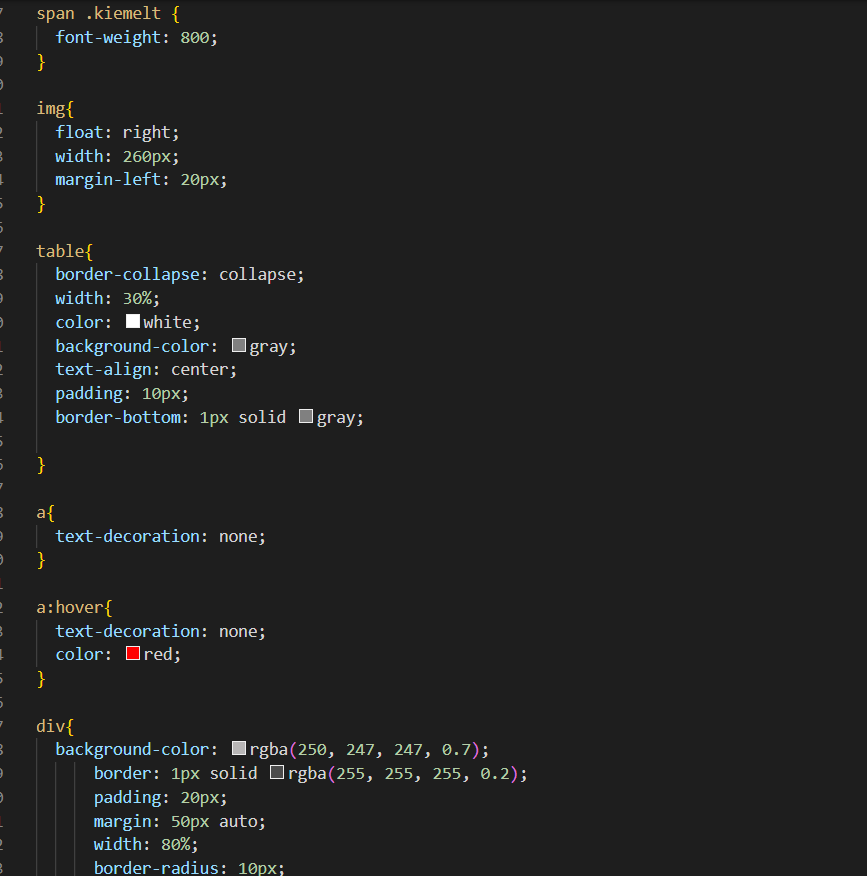 span .kiemelt {
font-weight: 800;
}
img{
float: right;
width: 260px;
margin-left: 20px;
}
table{
border-collapse: collapse;
width: 30%;
color: white;
background-color: gray;
text-align: center;
padding: 10px;
border-bottom: 1px solid gray;
}
a{
text-decoration: none;
}
a:hover{
text-decoration: none;
color: red;
}
div{
background-color: rgba(250, 247, 247, 0.7);
border: 1px solid rgba(255, 255, 255, 0.2);
padding: 20px;
margin: 50px auto;
width: 80%;
border-radius: 10px;